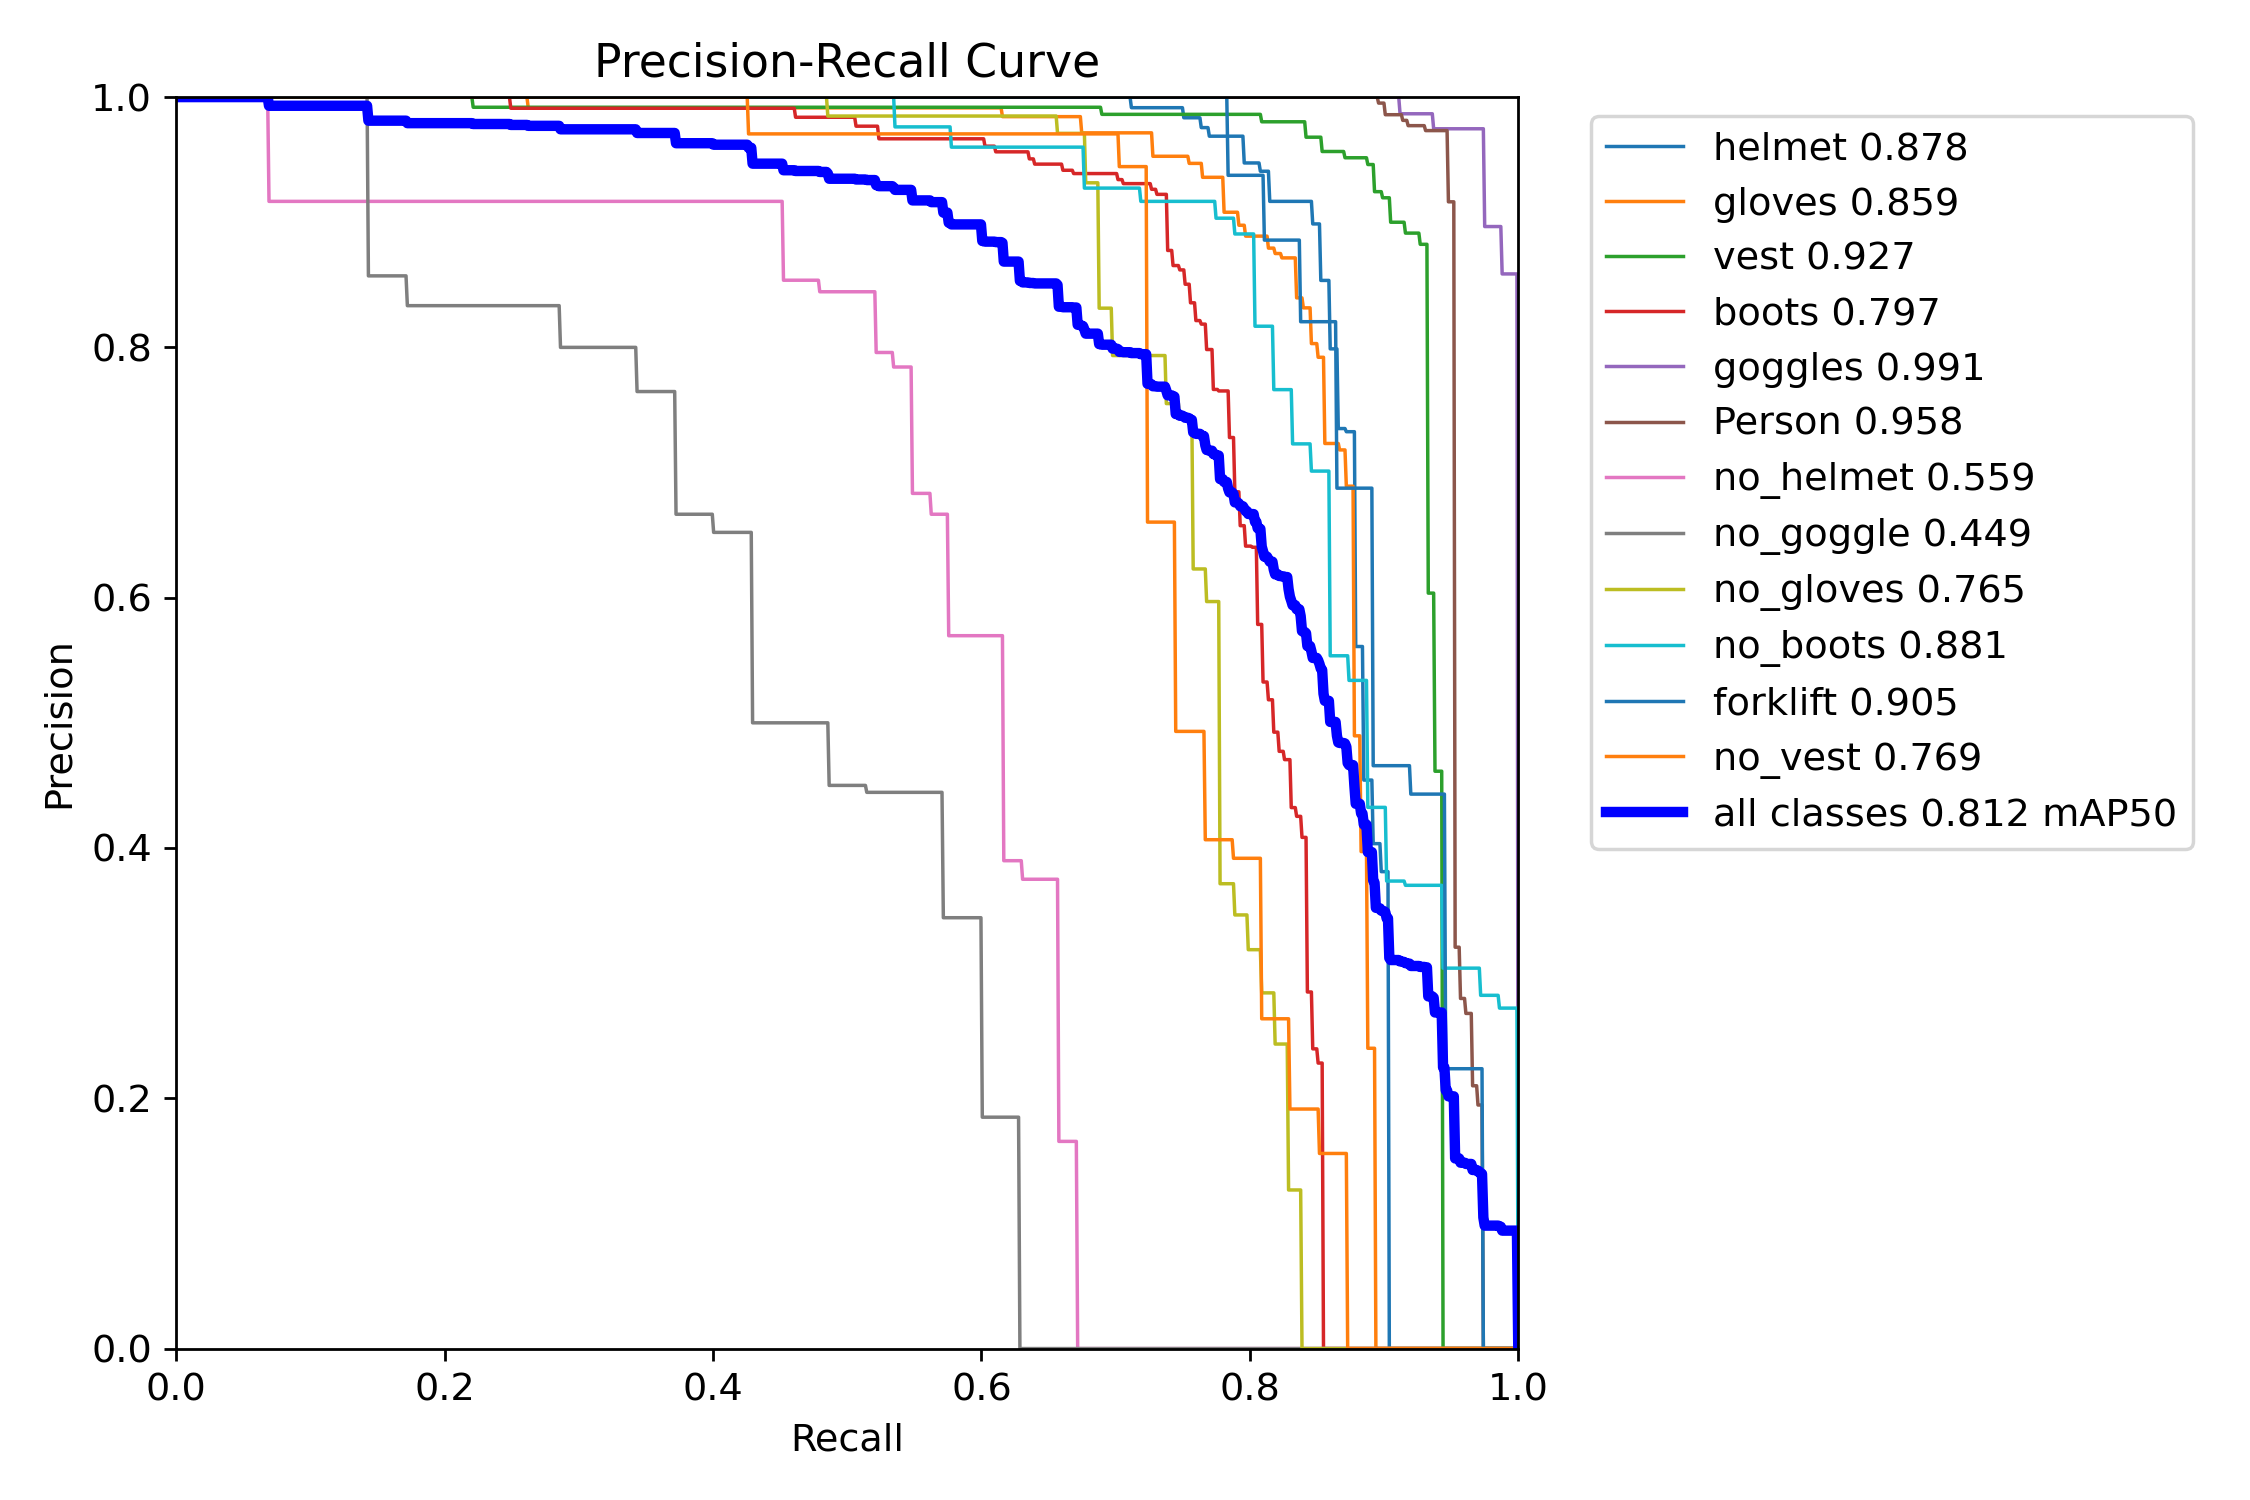 Precision-Recall Curve
1.0
0.8
0.6
0.4
0.2
0.0
Precision
0.0 0.2 0.4 0.6 0.8 1.0
Recall
helmet 0.878
gloves 0.859
vest 0.927
boots 0.797
goggles 0.991
Person 0.958
no_helmet 0.559
no_goggle 0.449
no_gloves 0.765
no_boots 0.881
forklift 0.905
no_vest 0.769
all classes 0.812 mAP50